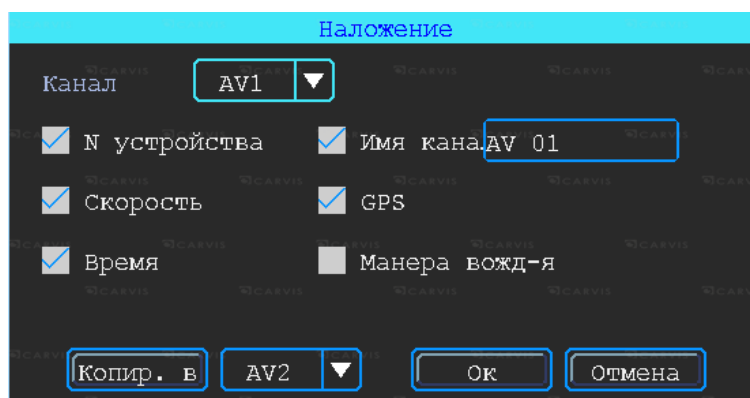 Наложение
Канал AV1
N устройства Имя кана. AV 01
Скорость GPS
Время Манера вожд-я
Копир. в AV2 Ок Отмена